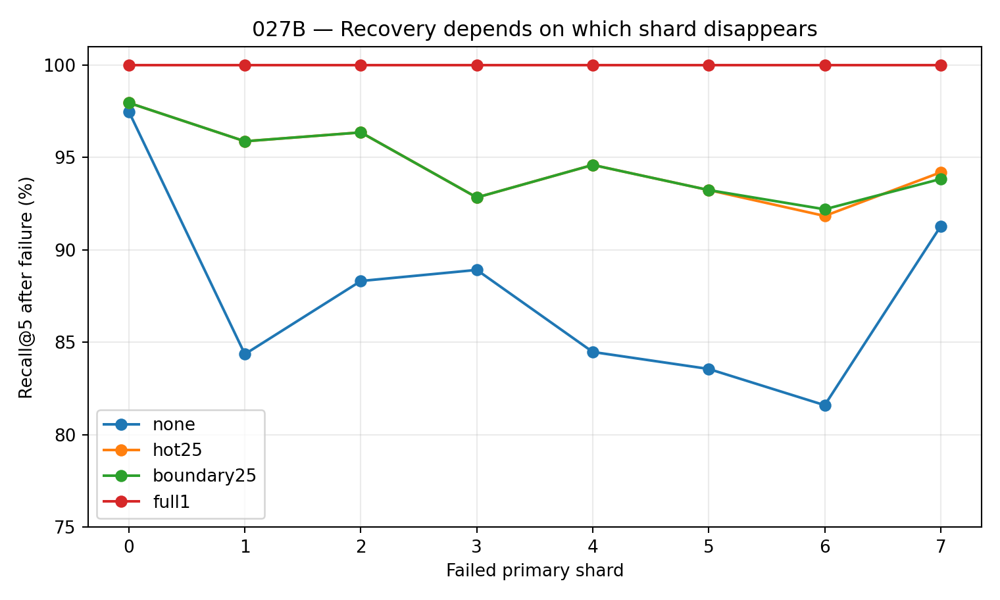 027B — Recovery depends on which shard disappears
Recall@5 after failure (%)
100
95
90
85
80
75
none
hot25
boundary25
full1
0 1 2 3 4 5 6 7
Failed primary shard